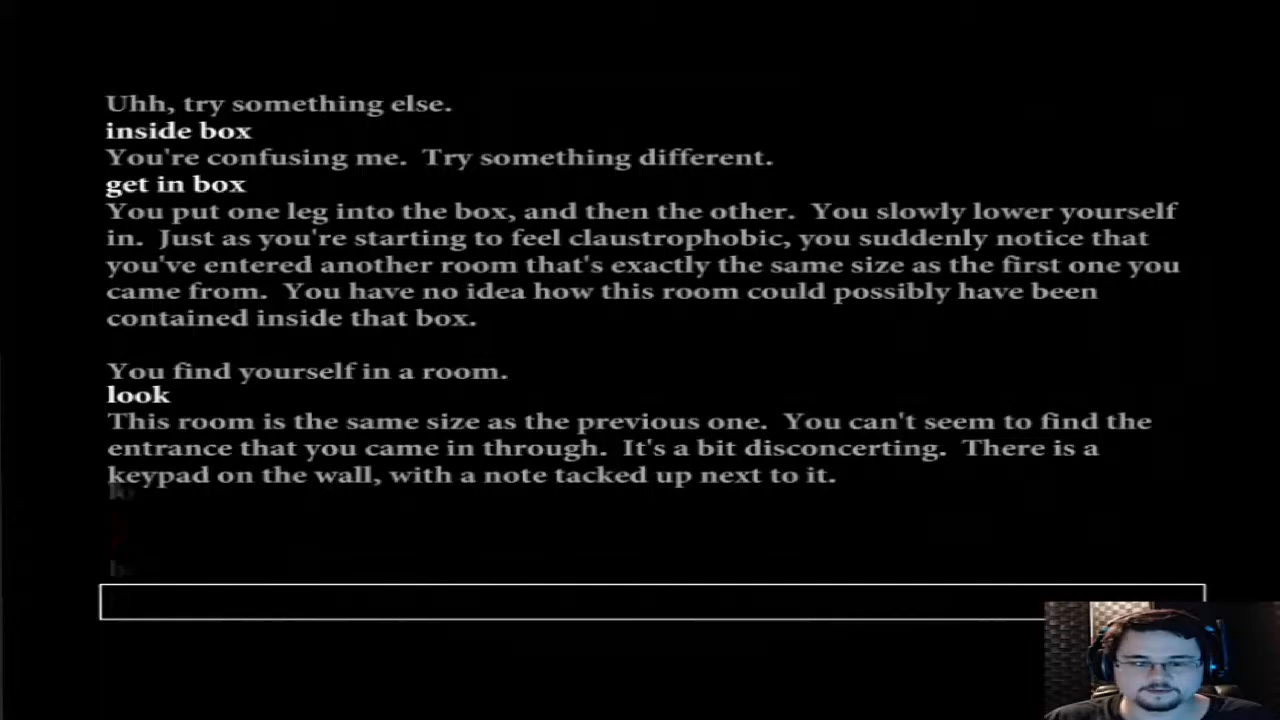 Uhh, try something else.
inside box
You're confusing me.  Try something different.
get in box
You put one leg into the box, and then the other.  You slowly lower yourself
in.  Just as you're starting to feel claustrophobic, you suddenly notice that
you've entered another room that's exactly the same size as the first one you
came from.  You have no idea how this room could possibly have been
contained inside that box.
You find yourself in a room.
look
This room is the same size as the previous one.  You can't seem to find the
entrance that you came in through.  It's a bit disconcerting.  There is a
keypad on the wall, with a note tacked up next to it.